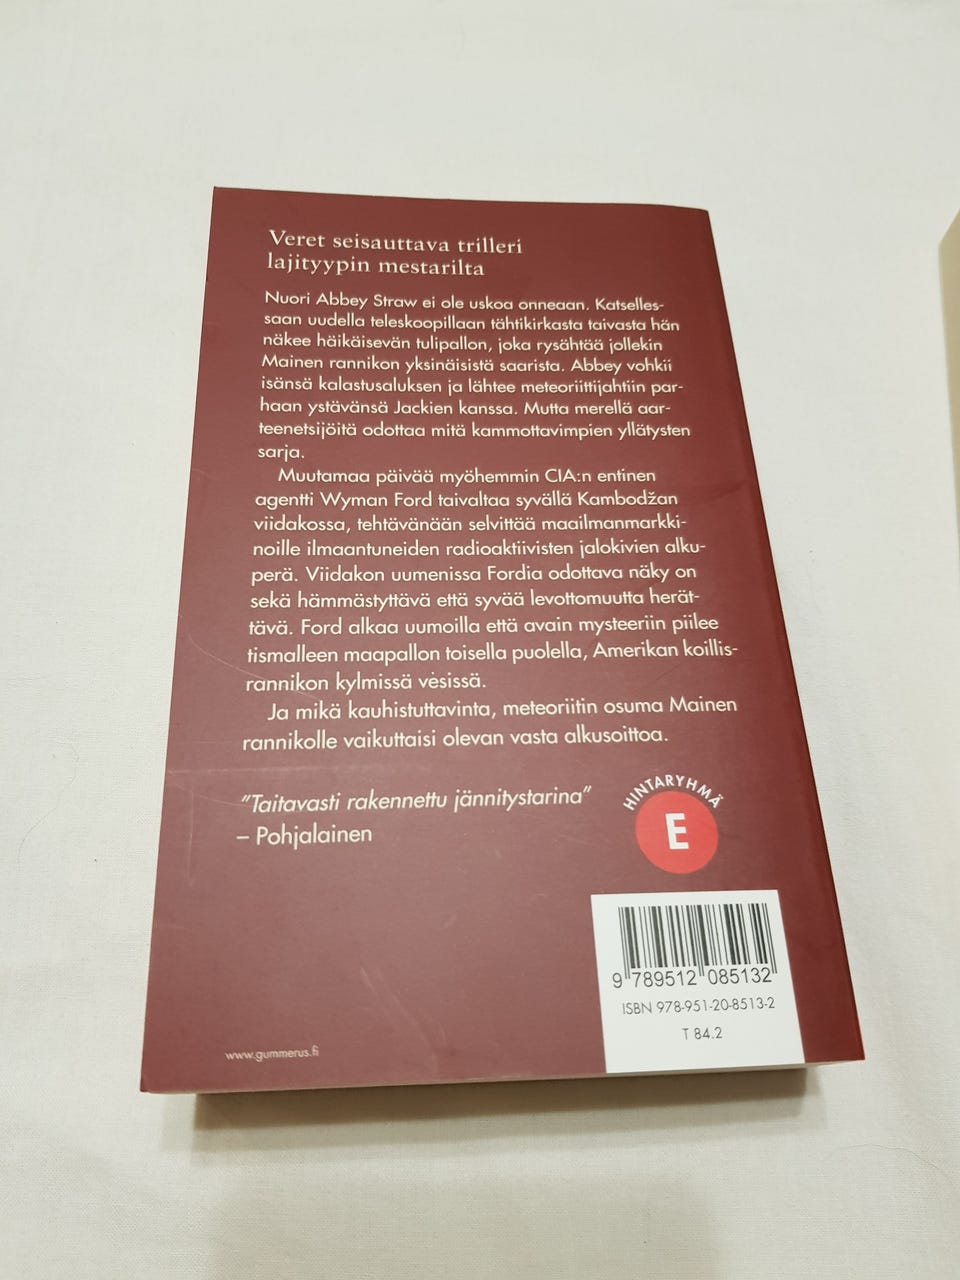 Veret seisauttava trilleri
lajityypin mestarilta
Nuori Abbey Straw ei ole uskoa onneaan. Katselles-
saan uudella teleskoopillaan tähtikirkasta taivasta hän
näkee häikäisevän tulipallon, joka rysähtää jollekin
Mainen rannikon yksinäisistä saarista. Abbey vohkii
isänsä kalastusaluksen ja lähtee meteoriittijahtiin par-
haan ystävänsä Jackien kanssa. Mutta merellä aar-
teenetsijöitä odottaa mitä kammottavimpien yllätysten
sarja.
Muutamaa päivää myöhemmin CIA:n entinen
agentti Wyman Ford taivaltaa syvällä Kambodžan
viidakossa, tehtävänään selvittää maailmanmarkki-
noille ilmaantuneiden radioaktiivisten jalokivien alku-
perä. Viidakon uumenissa Fordia odottava näky on
sekä hämmästyttävä että syvää levottomuutta herät-
tävä. Ford alkaa uumoilla että avain mysteeriin piilee
tismalleen maapallon toisella puolella, Amerikan koillis-
rannikon kylmissä vesissä.
Ja mikä kauhistuttavinta, meteoriitin osuma Mainen
rannikolle vaikuttaisi olevan vasta alkusoittoa.
"Taitavasti rakennettu jännitystarina"
– Pohjalainen
HINTARYHMÄ
E
9 789512 085132
ISBN 978-951-20-8513-2
T 84.2
www.gummerus.fi